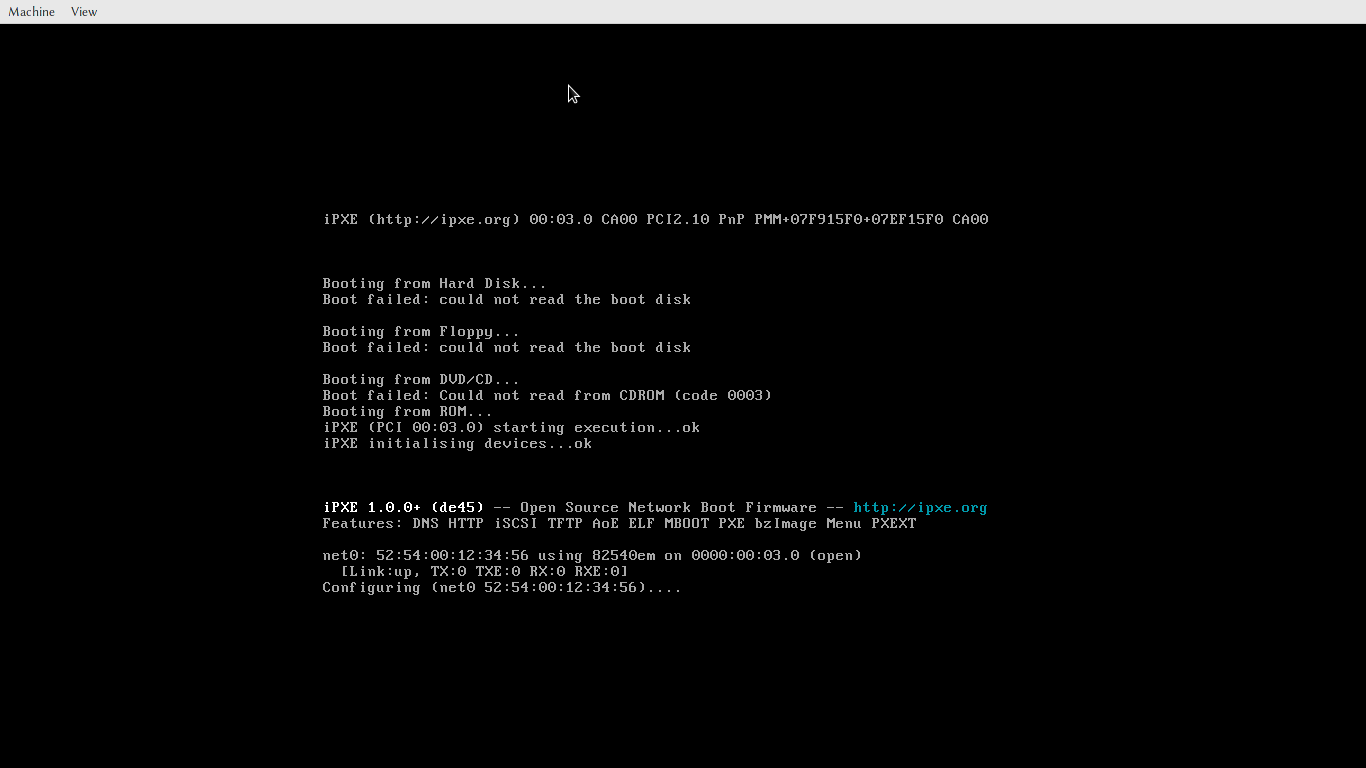 Machine View
iPXE (http://ipxe.org) 00:03.0 CA00 PCI2.10 PnP PMM+07F915F0+07EF15F0 CA00
Booting from Hard Disk...
Boot failed: could not read the boot disk
Booting from Floppy...
Boot failed: could not read the boot disk
Booting from DVD/CD...
Boot failed: Could not read from CDROM (code 0003)
Booting from ROM...
iPXE (PCI 00:03.0) starting execution...ok
iPXE initialising devices...ok
iPXE 1.0.0+ (de45) -- Open Source Network Boot Firmware -- http://ipxe.org
Features: DNS HTTP iSCSI TFTP AoE ELF MBOOT PXE bzImage Menu PXEXT
net0: 52:54:00:12:34:56 using 82540em on 0000:00:03.0 (open)
[Link:up, TX:0 TXE:0 RX:0 RXE:0]
Configuring (net0 52:54:00:12:34:56)....